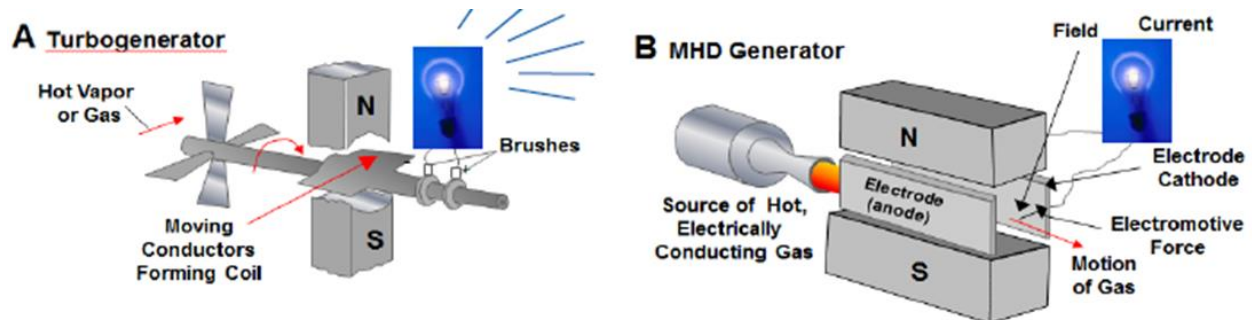 A Turbogenerator
Hot Vapor
or Gas
N
Brushes
Moving
Conductors
Forming Coil
S
B MHD Generator
Field
Current
N
Electrode
Cathode
Electrode
(anode)
Source of Hot,
Electrically
Conducting Gas
Electromotive
Force
S
Motion
of Gas